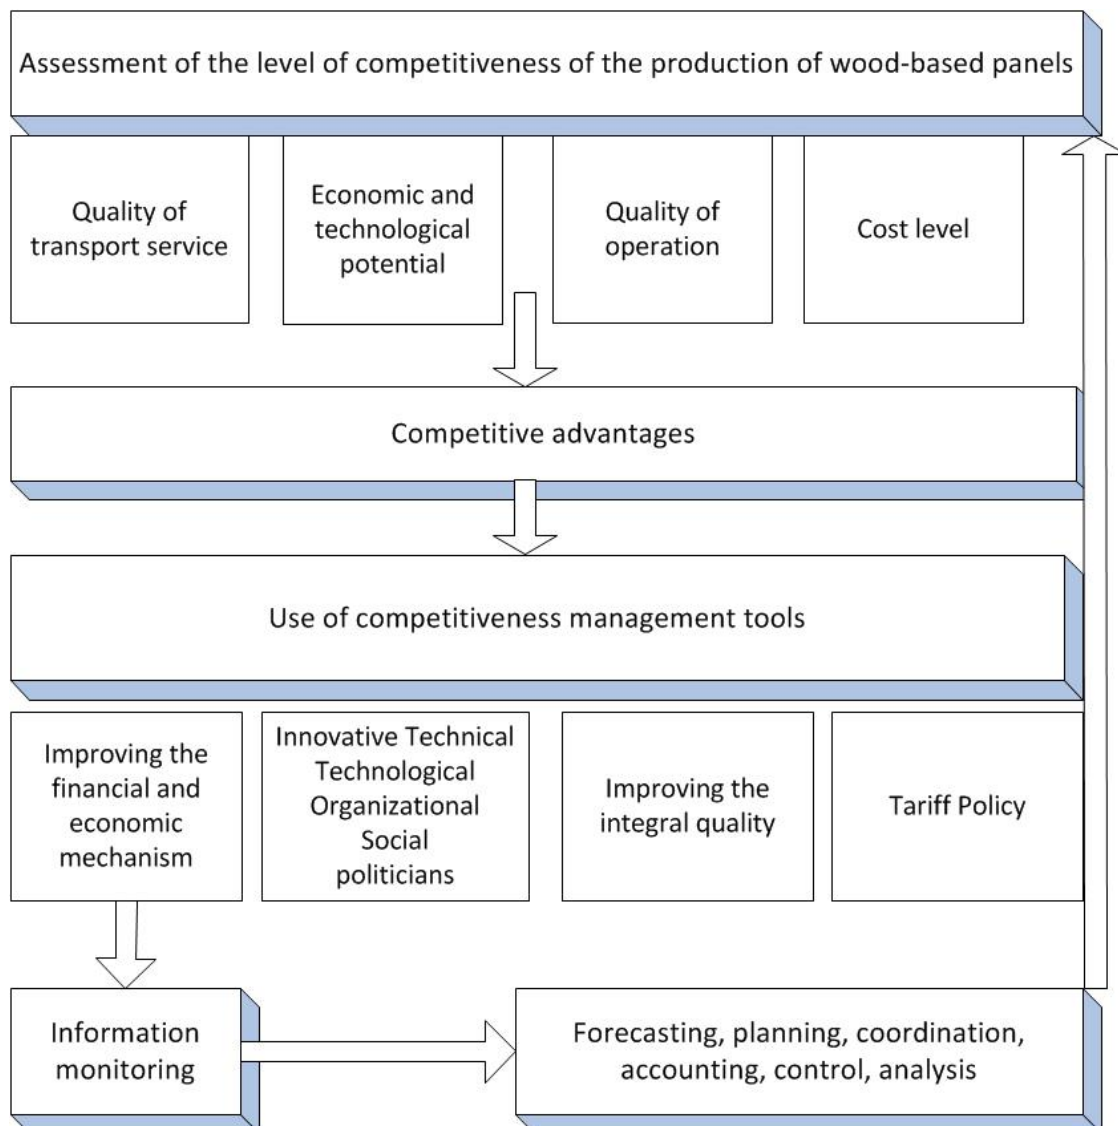 Assessment of the level of competitiveness of the production of wood-based panels
Quality of
transport service
Economic and
technological
potential
Quality of
operation
Cost level
Competitive advantages
Use of competitiveness management tools
Improving the
financial and
economic
mechanism
Innovative Technical
Technological
Organizational
Social
politicians
Improving the
integral quality
Tariff Policy
Information
monitoring
Forecasting, planning, coordination,
accounting, control, analysis